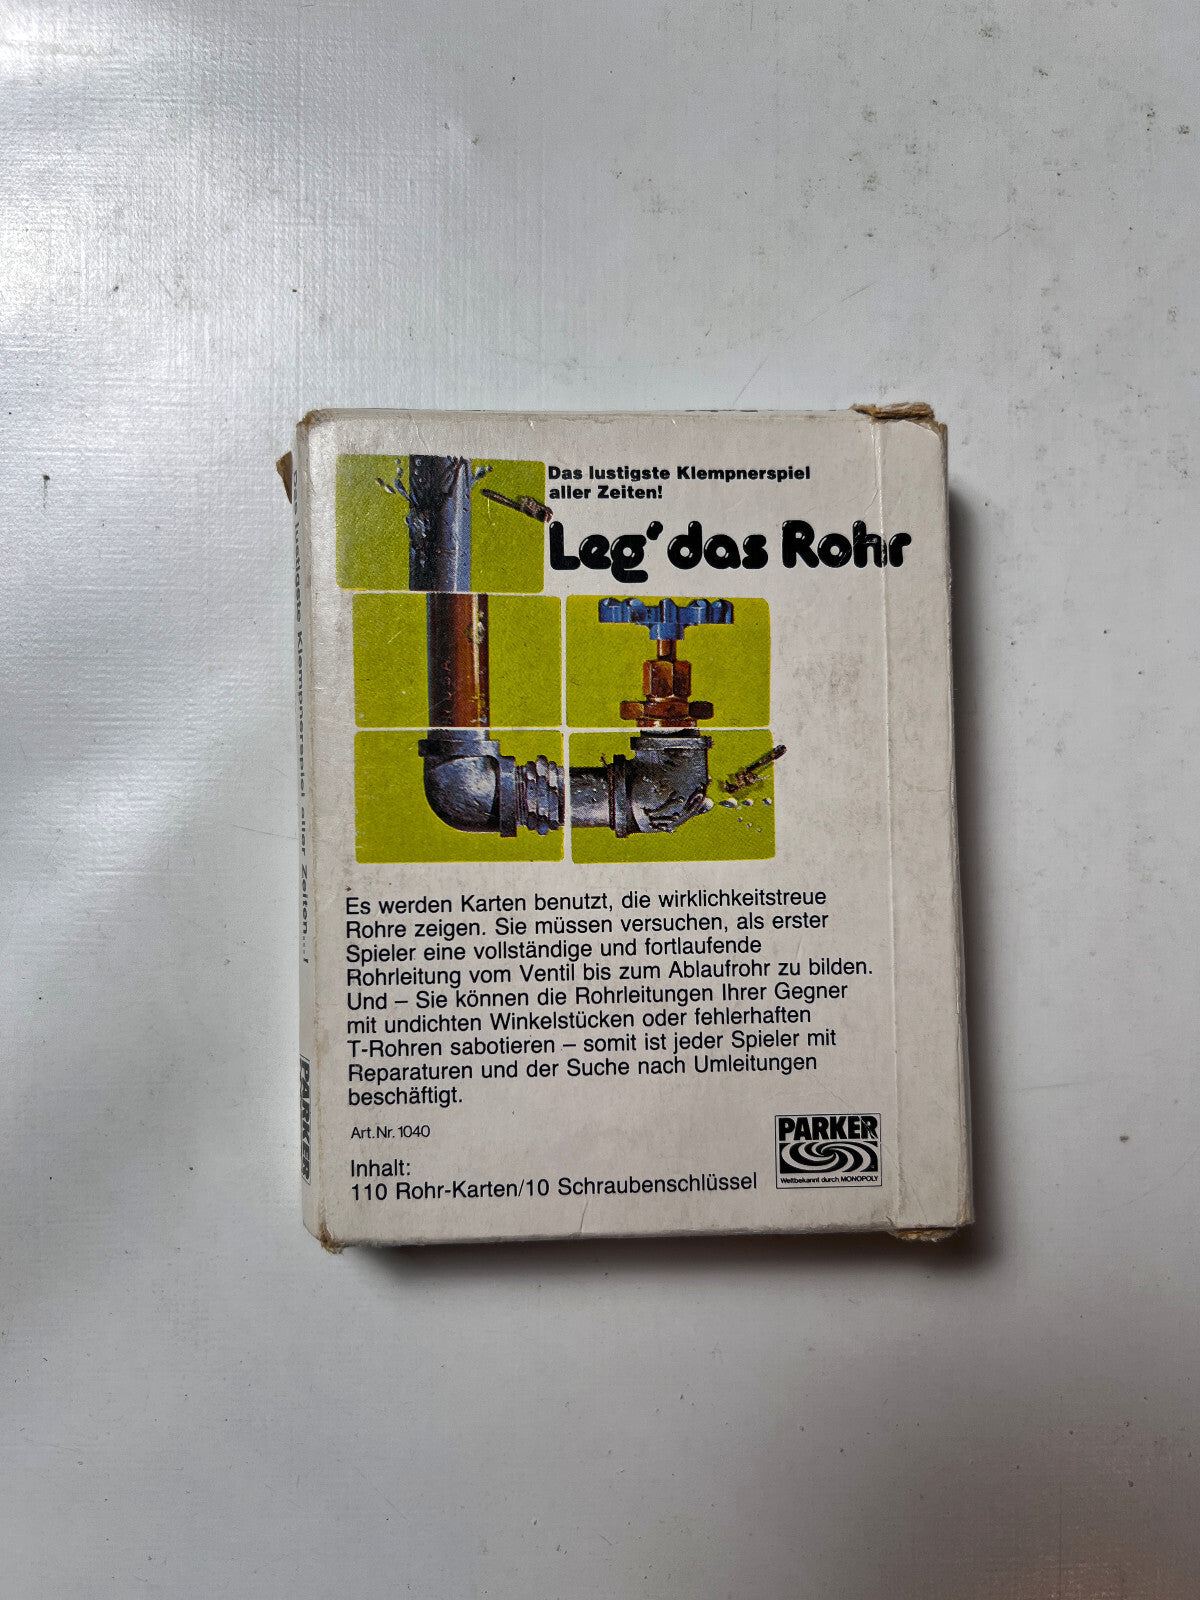 Das lustigste Klempnerspiel
aller Zeiten!
Leg' das Rohr
Es werden Karten benutzt, die wirklichkeitstreue
Rohre zeigen. Sie müssen versuchen, als erster
Spieler eine vollständige und fortlaufende
Rohrleitung vom Ventil bis zum Ablaufrohr zu bilden.
Und – Sie können die Rohrleitungen Ihrer Gegner
mit undichten Winkelstücken oder fehlerhaften
T-Rohren sabotieren – somit ist jeder Spieler mit
Reparaturen und der Suche nach Umleitungen
beschäftigt.
Art.Nr. 1040
Inhalt:
110 Rohr-Karten/10 Schraubenschlüssel
PARKER
Weltbekannt durch MONOPOLY
Das lustigste Klempnerspiel aller Zeiten...!
PARKER